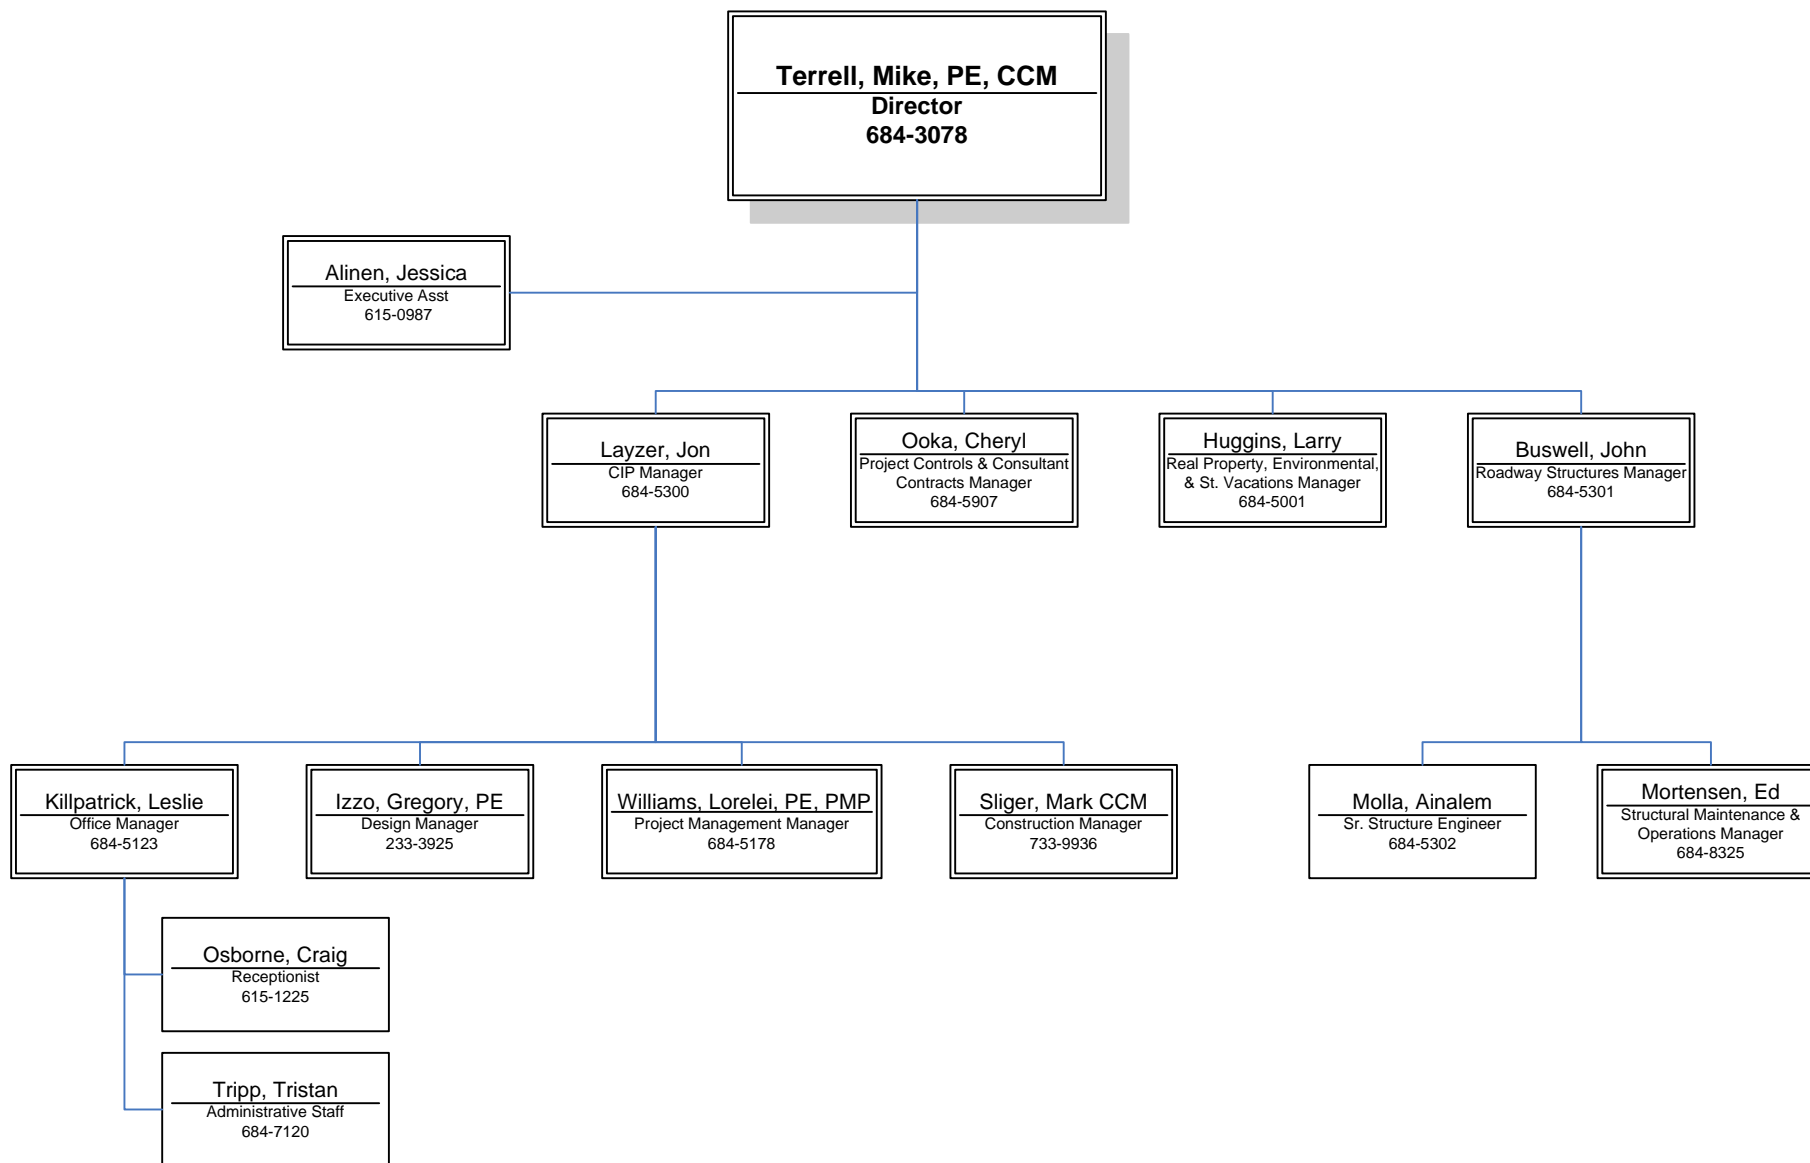 Terrell, Mike, PE, CCM
Director
684-3078
Alinen, Jessica
Executive Asst
615-0987
Layzer, Jon
CIP Manager
684-5300
Ooka, Cheryl
Project Controls & Consultant
Contracts Manager
684-5907
Huggins, Larry
Real Property, Environmental,
& St. Vacations Manager
684-5001
Buswell, John
Roadway Structures Manager
684-5301
Killpatrick, Leslie
Office Manager
684-5123
Izzo, Gregory, PE
Design Manager
233-3925
Williams, Lorelei, PE, PMP
Project Management Manager
684-5178
Sliger, Mark CCM
Construction Manager
733-9936
Molla, Ainalem
Sr. Structure Engineer
684-5302
Mortensen, Ed
Structural Maintenance &
Operations Manager
684-8325
Osborne, Craig
Receptionist
615-1225
Tripp, Tristan
Administrative Staff
684-7120